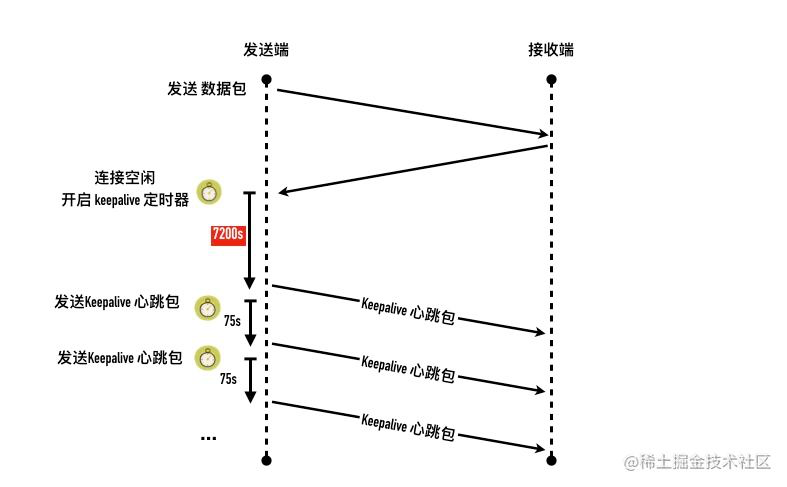 发送端
接收端
发送 数据包
连接空闲
开启 keepalive 定时器
7200s
发送Keepalive 心跳包
75s
Keepalive 心跳包
发送Keepalive 心跳包
75s
Keepalive 心跳包
Keepalive 心跳包
...
@稀土掘金技术社区